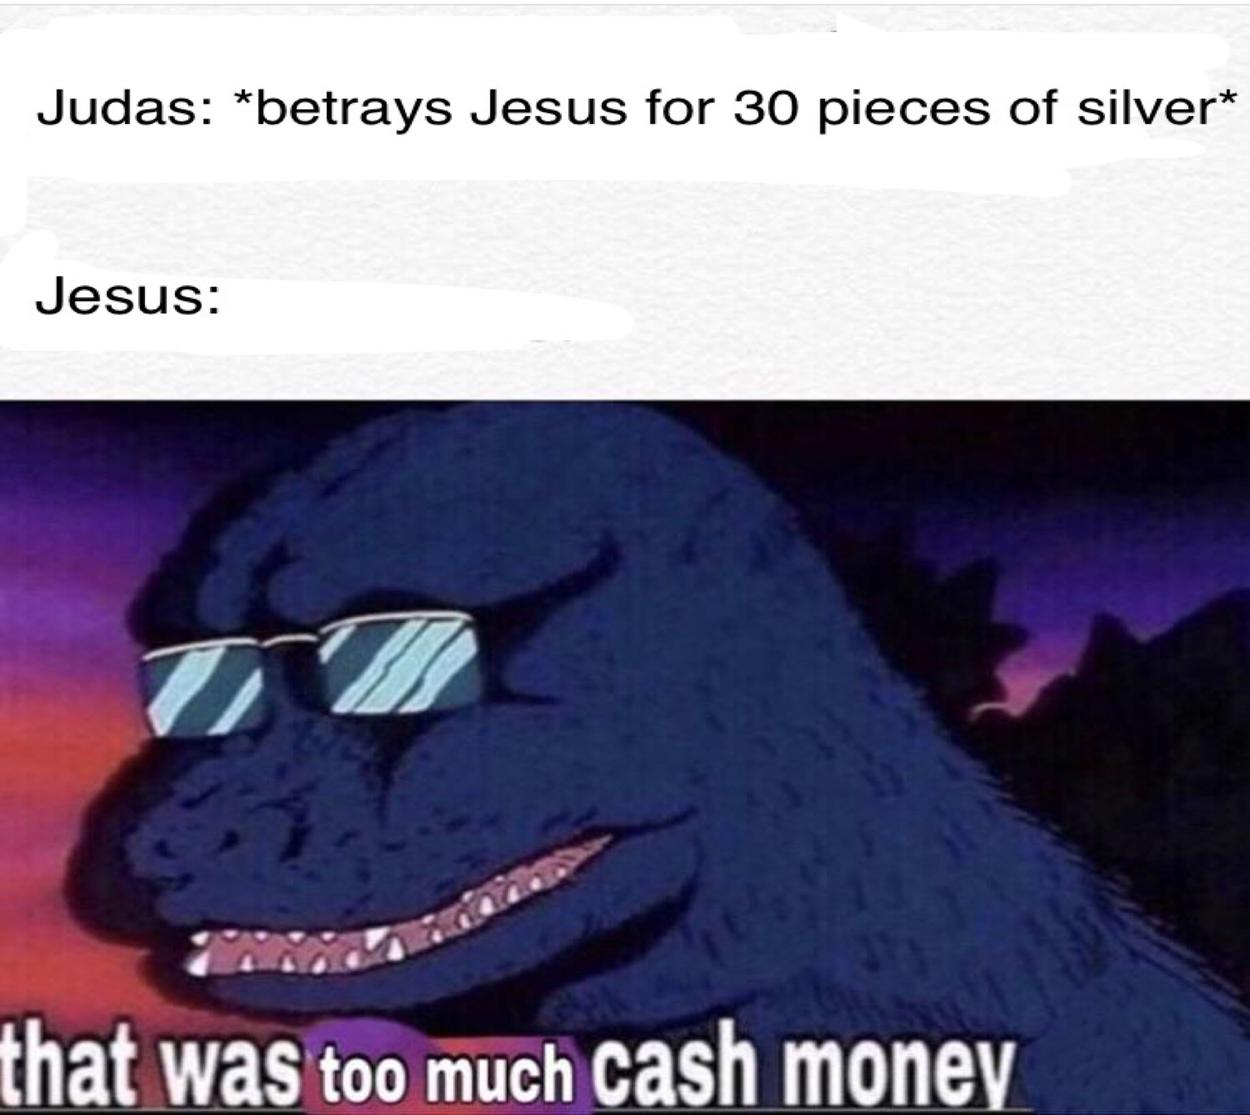 Judas: *betrays Jesus for 30 pieces of silver*
Jesus:
that was too much cash money